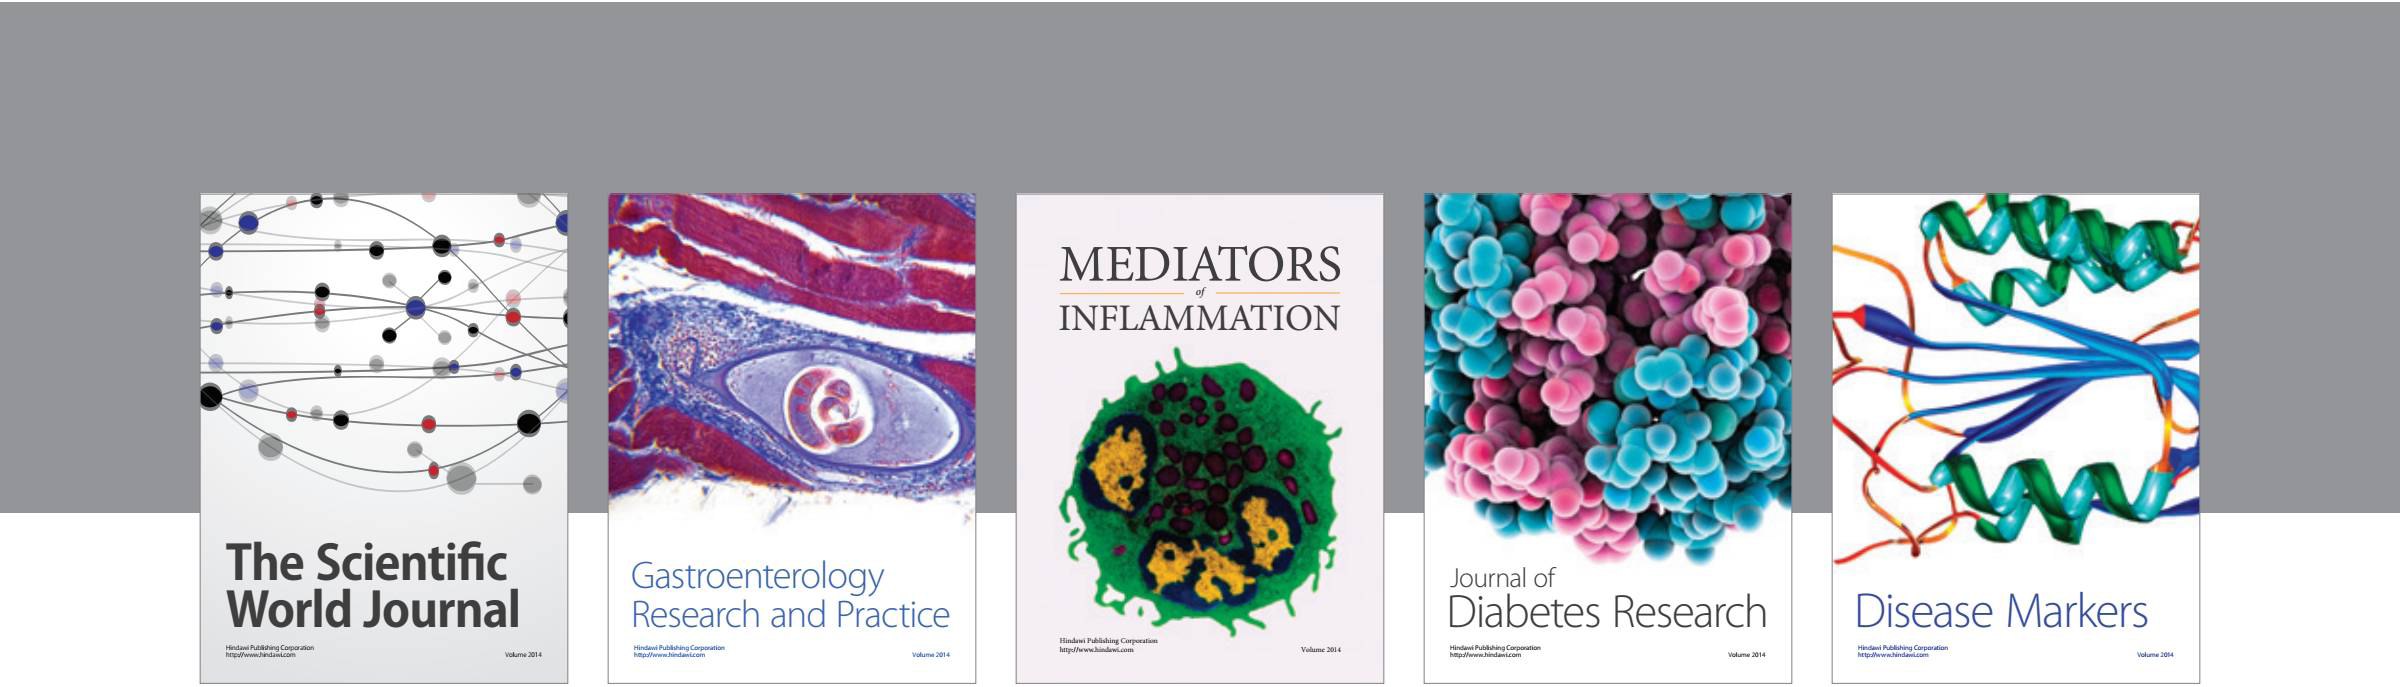 The Scientific
World Journal
Hindawi Publishing Corporation
http://www.hindawi.com
Volume 2014
Gastroenterology
Research and Practice
Hindawi Publishing Corporation
http://www.hindawi.com
Volume 2014
MEDIATORS
of
INFLAMMATION
Hindawi Publishing Corporation
http://www.hindawi.com
Volume 2014
Journal of
Diabetes Research
Hindawi Publishing Corporation
http://www.hindawi.com
Volume 2014
Disease Markers
Hindawi Publishing Corporation
http://www.hindawi.com
Volume 2014